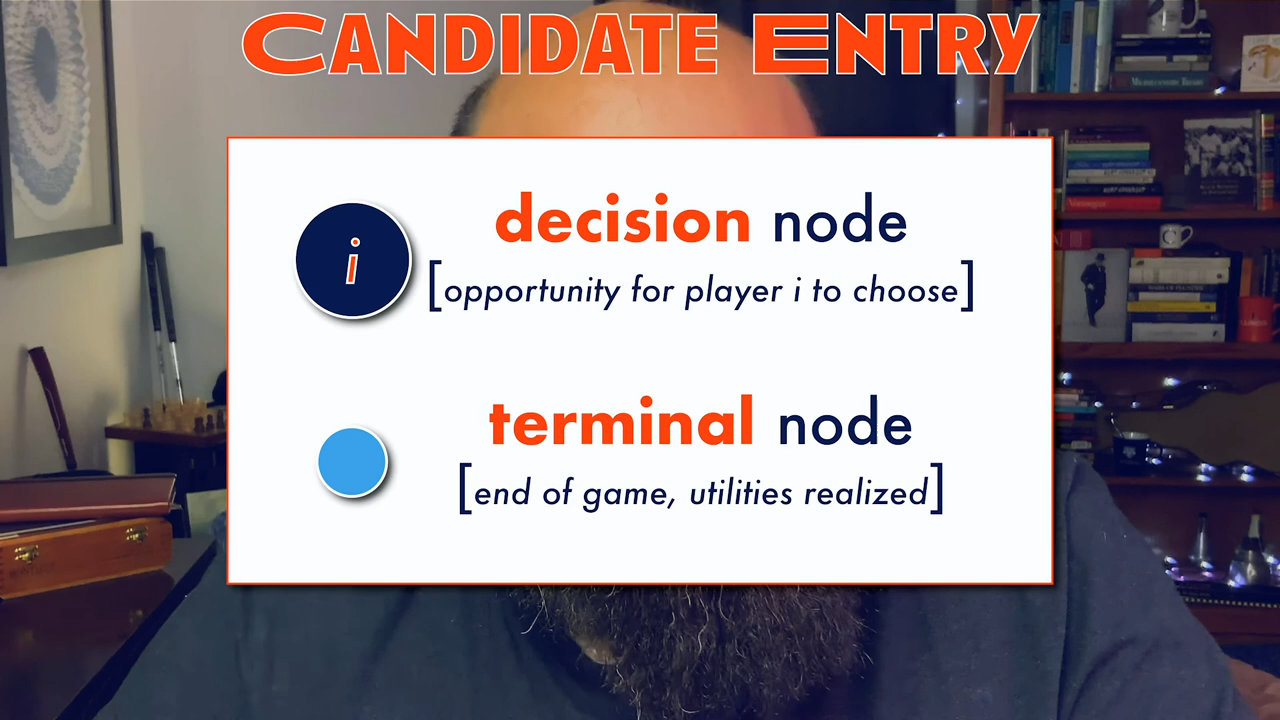 CANDIDATE ENTRY
i
decision node
[opportunity for player i to choose]
terminal node
[end of game, utilities realized]